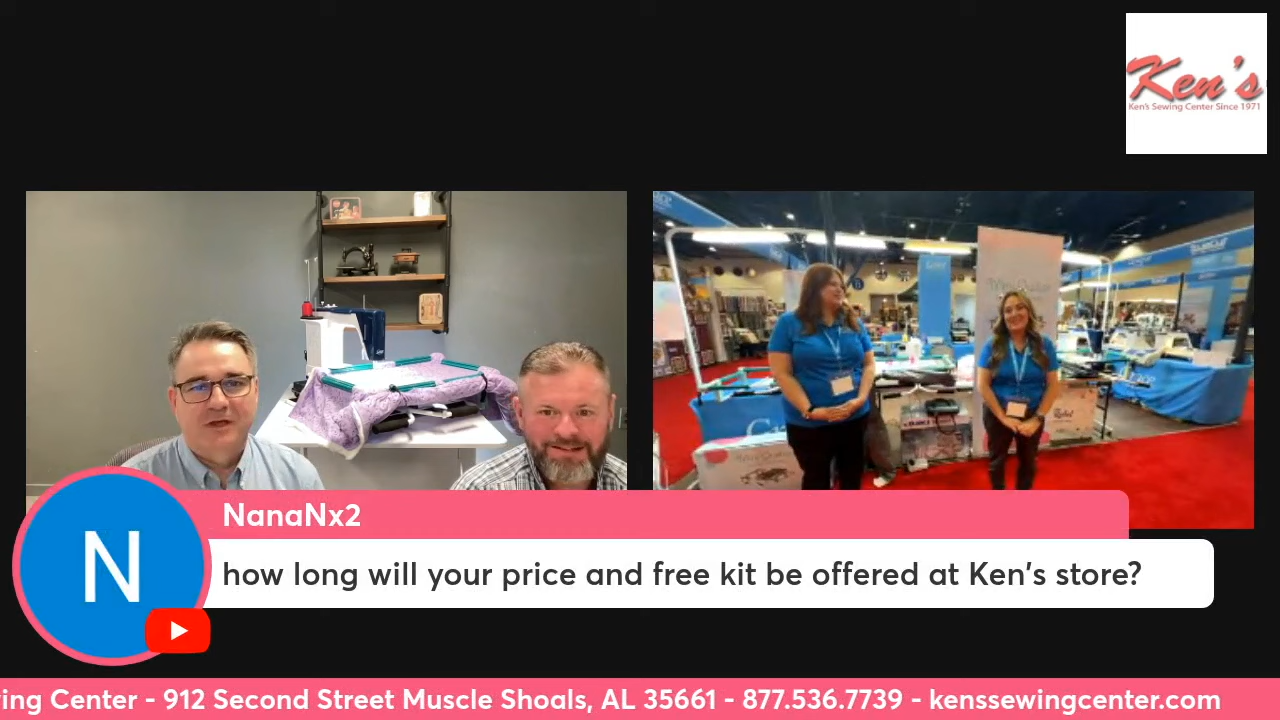 Ken's
Ken's Sewing Center Since 1971
NanaNx2
N
how long will your price and free kit be offered at Ken's store?
ing Center - 912 Second Street Muscle Shoals, AL 35661 - 877.536.7739 - kenssewingcenter.com